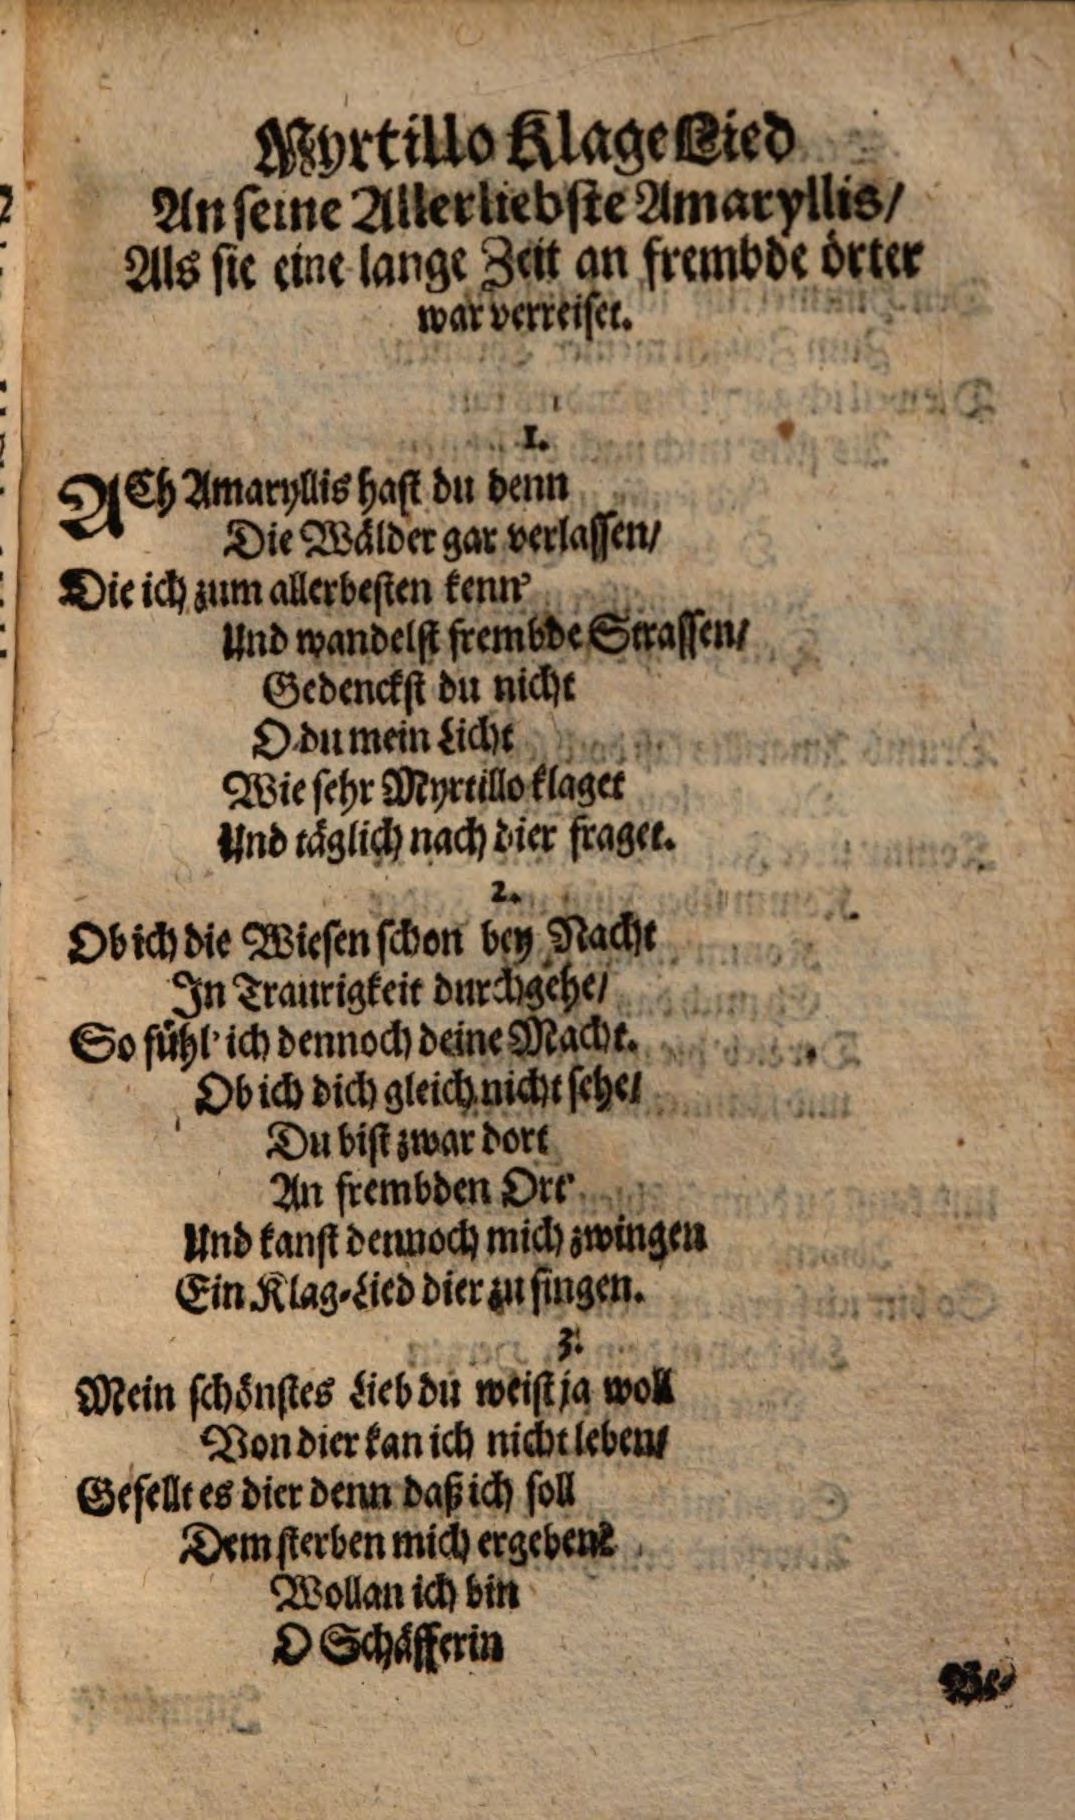 Myrtillo Klage Lied
An seine Allerliebste Amaryllis/
Als sie eine lange Zeit an frembde örter
war verreiset.
1.
ACh Amaryllis hast du denn
Die Wälder gar verlassen/
Die ich zum allerbesten kenn'
Und wandelst frembde Strassen/
Gedenckst du nicht
O du mein Licht
Wie sehr Myrtillo klaget
Und täglich nach dier fraget.
2.
Ob ich die Wiesen schon bey Nacht
In Traurigkeit durchgehe/
So fühl' ich dennoch deine Macht.
Ob ich dich gleich nicht sehe/
Du bist zwar dort
An frembden Ort'
Und kanst dennoch mich zwingen
Ein Klag-Lied dier zu singen.
3.
Mein schönstes Lieb du weist ja woll
Von dier kan ich nicht leben/
Gefellt es dier denn daß ich soll
Dem sterben mich ergeben?
Wollan ich bin
O Schäfferin
Be-